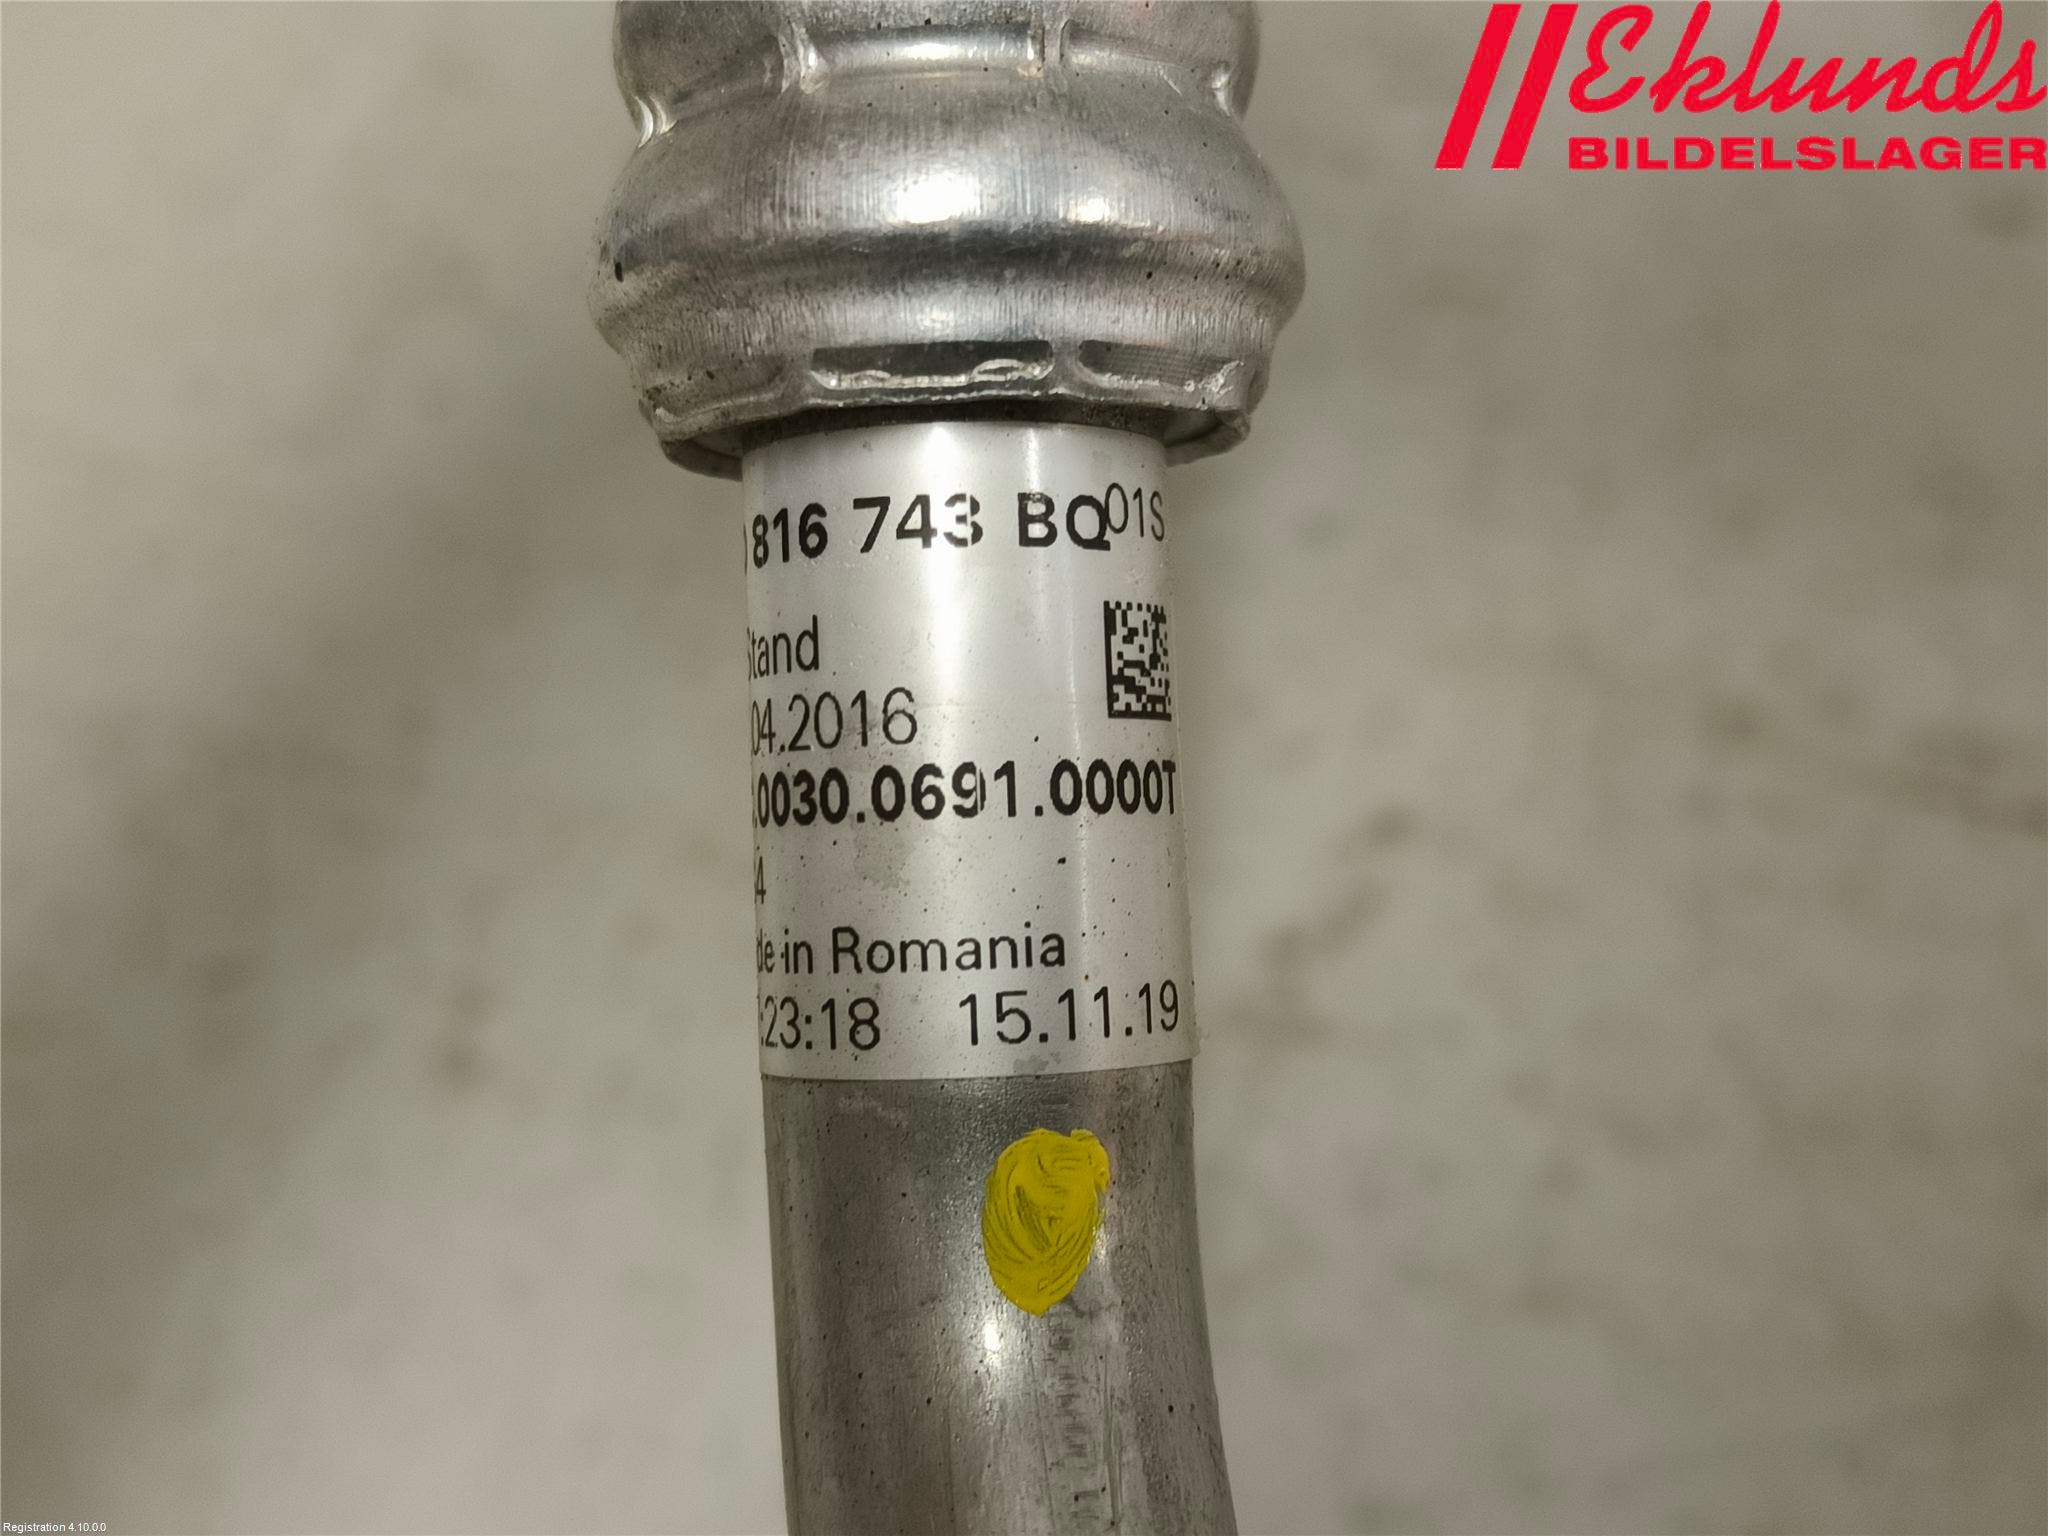 Eklunds
BILDELSLAGER
816 743 BQ 01S
Stand
04.2016
.0030.0691.0000T
in Romania
:23:18 15.11.19
Registration 4.10.0.0